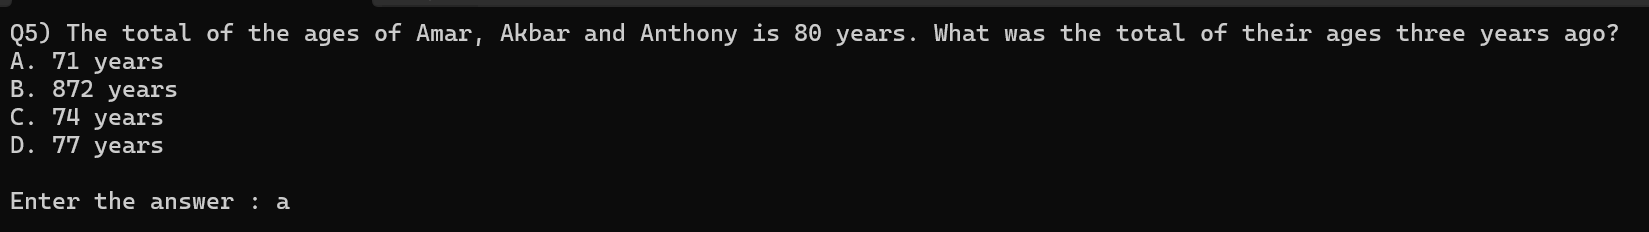 Q5) The total of the ages of Amar, Akbar and Anthony is 80 years. What was the total of their ages three years ago?
A. 71 years
B. 872 years
C. 74 years
D. 77 years
Enter the answer : a